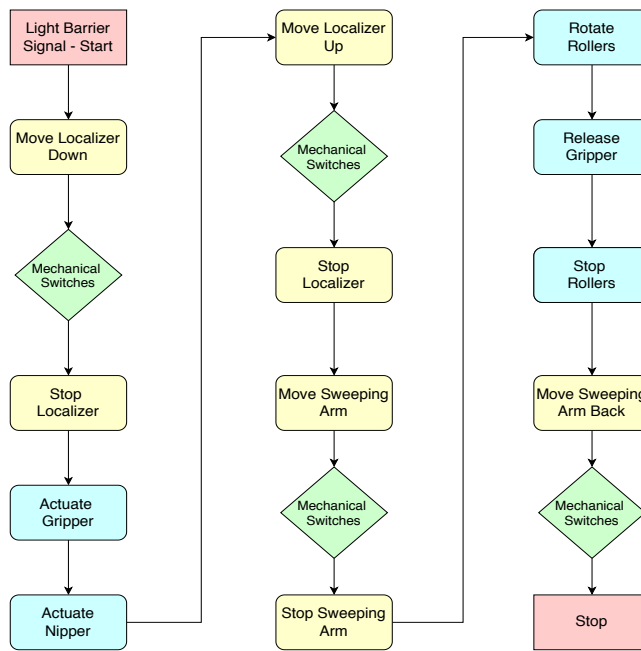 Light Barrier
Signal - Start
Move Localizer
Down
Mechanical
Switches
Stop
Localizer
Actuate
Gripper
Actuate
Nipper
Move Localizer
Up
Mechanical
Switches
Stop
Localizer
Move Sweeping
Arm
Mechanical
Switches
Stop Sweeping
Arm
Rotate
Rollers
Release
Gripper
Stop
Rollers
Move Sweeping
Arm Back
Mechanical
Switches
Stop